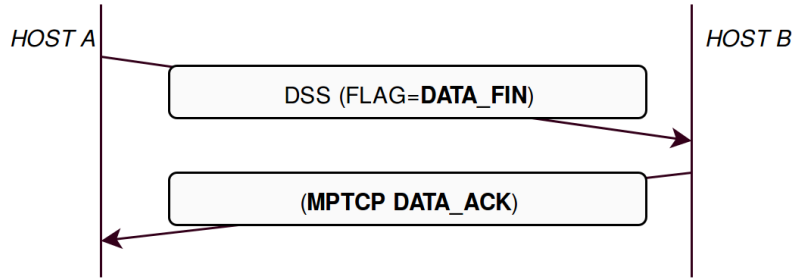 HOST A
HOST B
DSS (FLAG=DATA_FIN)
(MPTCP DATA_ACK)